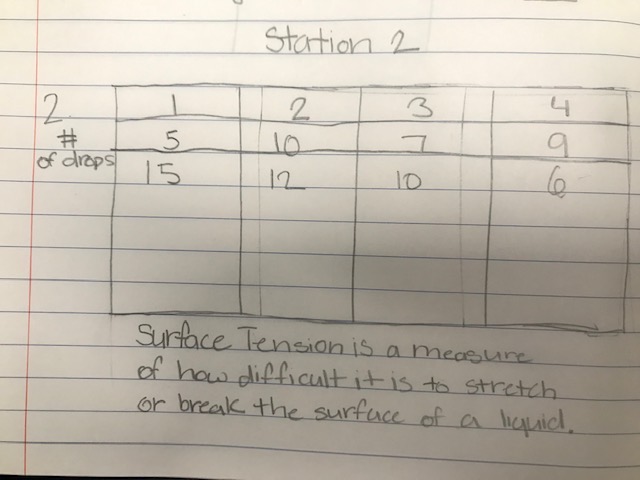 Station 2
2. 1 2 3 4
# 5 10 7 9
of drops 15 12 10 6
Surface Tension is a measure
of how difficult it is to stretch
or break the surface of a liquid.